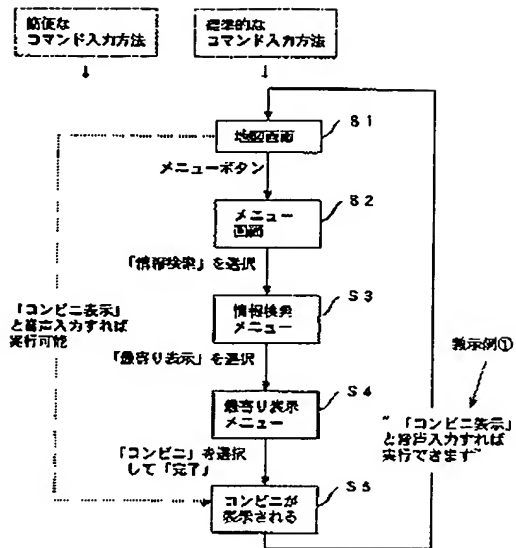 簡便な
コマンド入力方法
標準的な
コマンド入力方法
S1
地図画面
メニューボタン
S2
メニュー
画面
「情報検索」を選択
S3
情報検索
メニュー
「コンビニ表示」
と音声入力すれば
実行可能
「最寄り表示」を選択
S4
最寄り表示
メニュー
「コンビニ」を選択
して「完了」
S5
コンビニが
表示される
教示例①
"「コンビニ表示」
と音声入力すれば
実行できます"